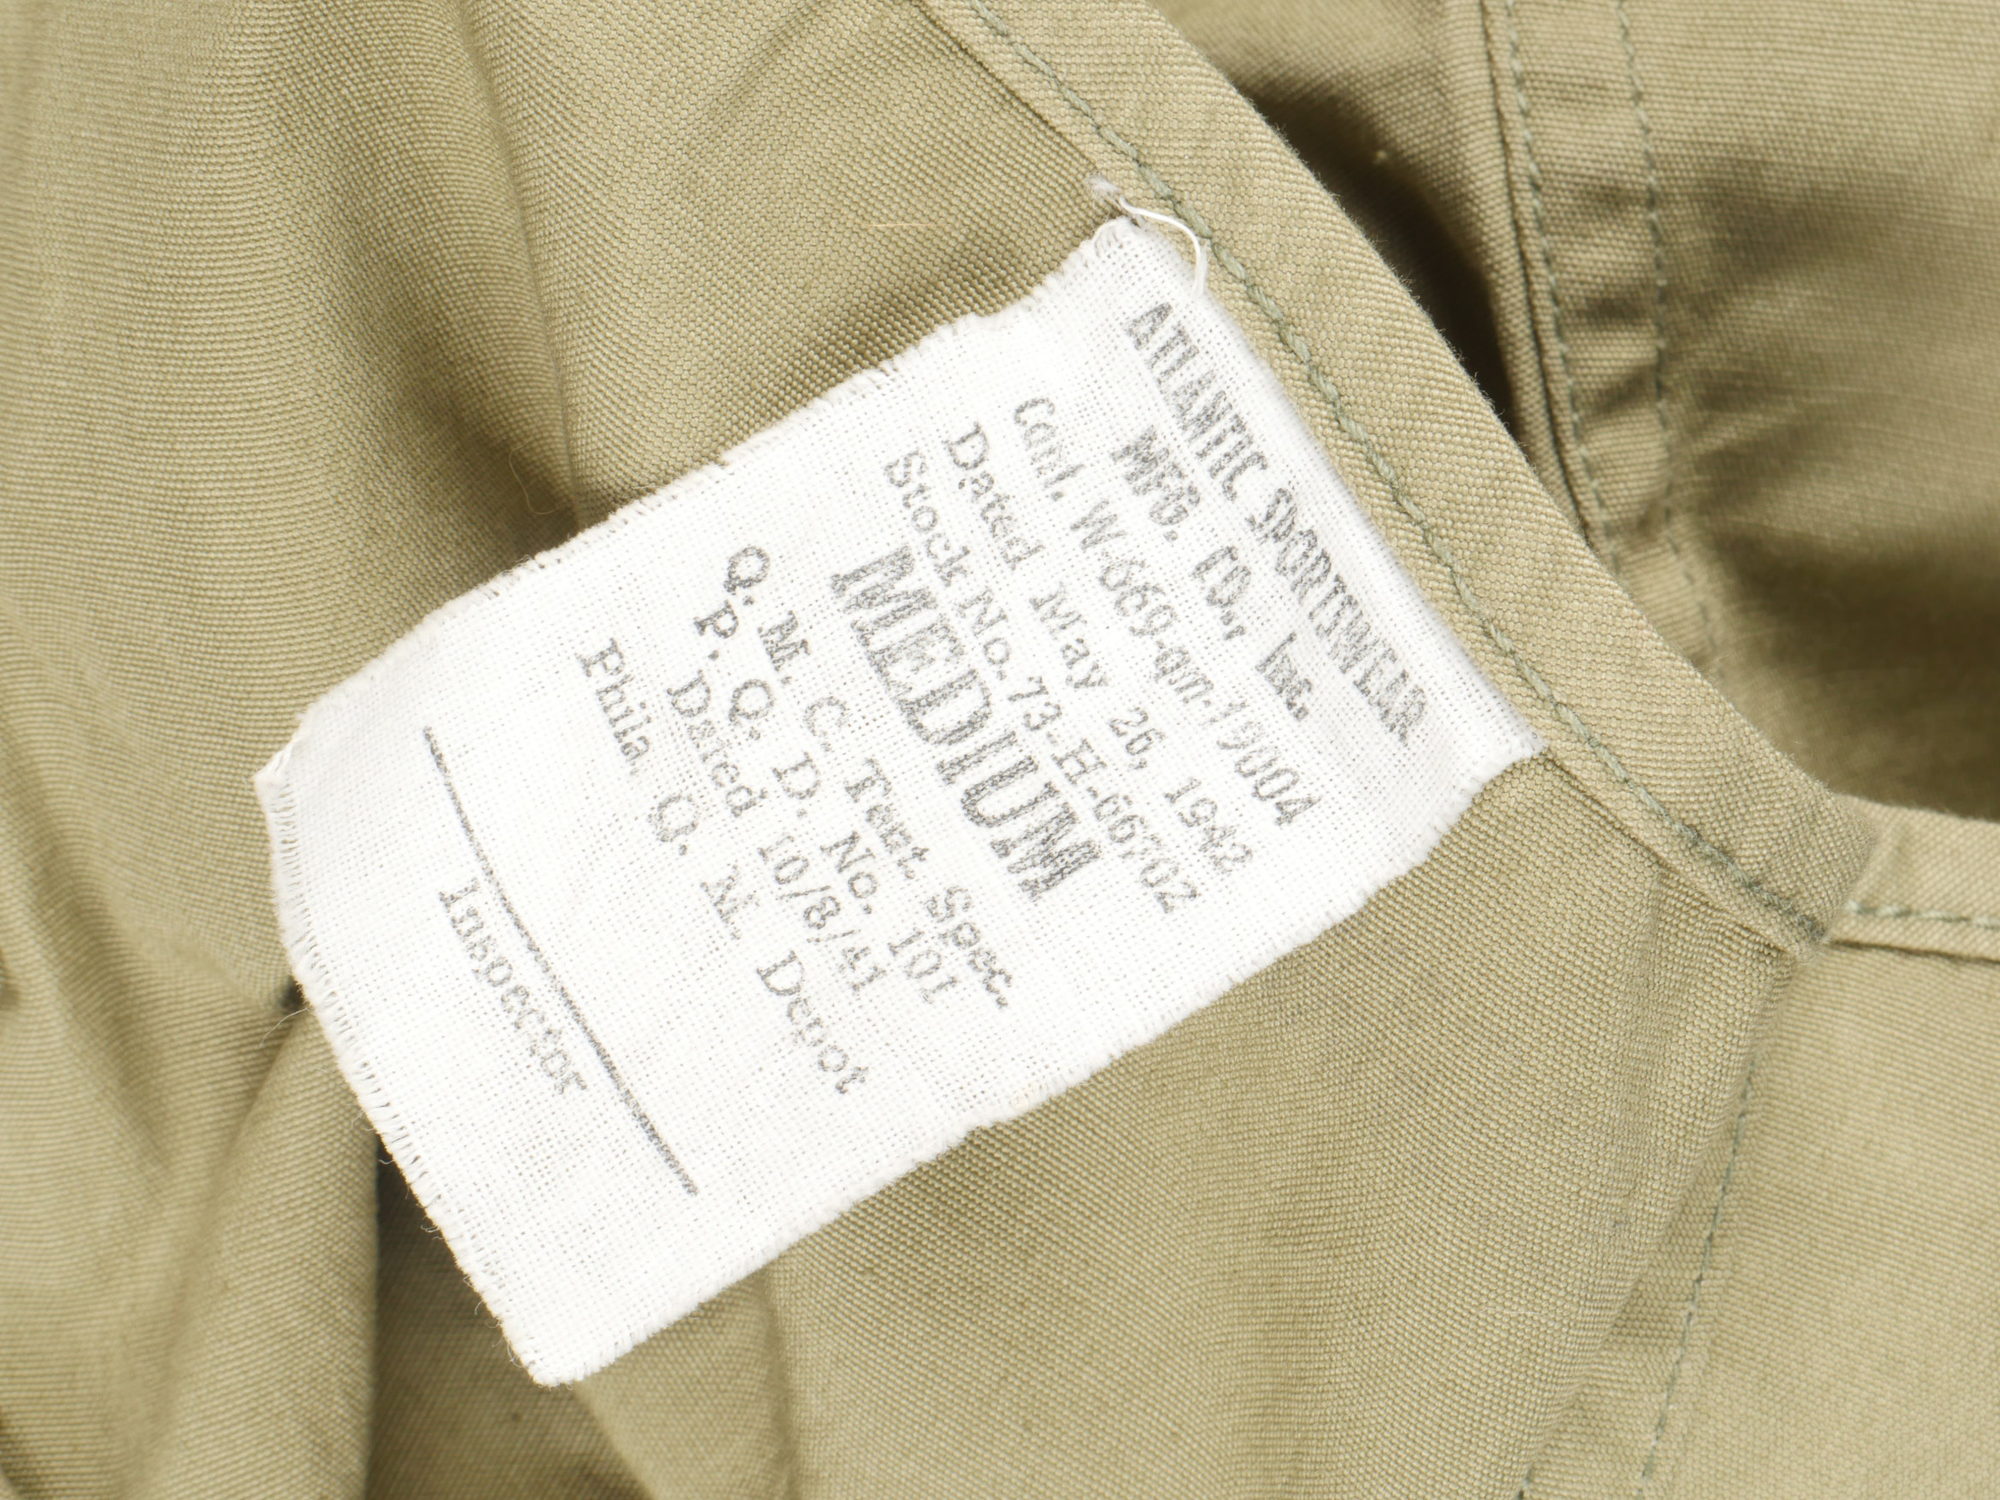 ATLANTIC SPORTSWEAR
MFG. CO., Inc.
Cont. W-669-qm-19004
Dated May 26, 1942
Stock No. 73-H-66702
MEDIUM
Q. M. C. Tent. Spec.
P. Q. D. No. 101
Dated 10/8/41
Phila. Q. M. Depot
Inspector